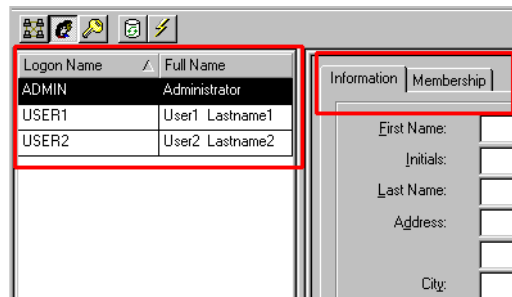 Logon Name Full Name
ADMIN Administrator
USER1 User1 Lastname1
USER2 User2 Lastname2
Information Membership
First Name:
Initials:
Last Name:
Address:
City: